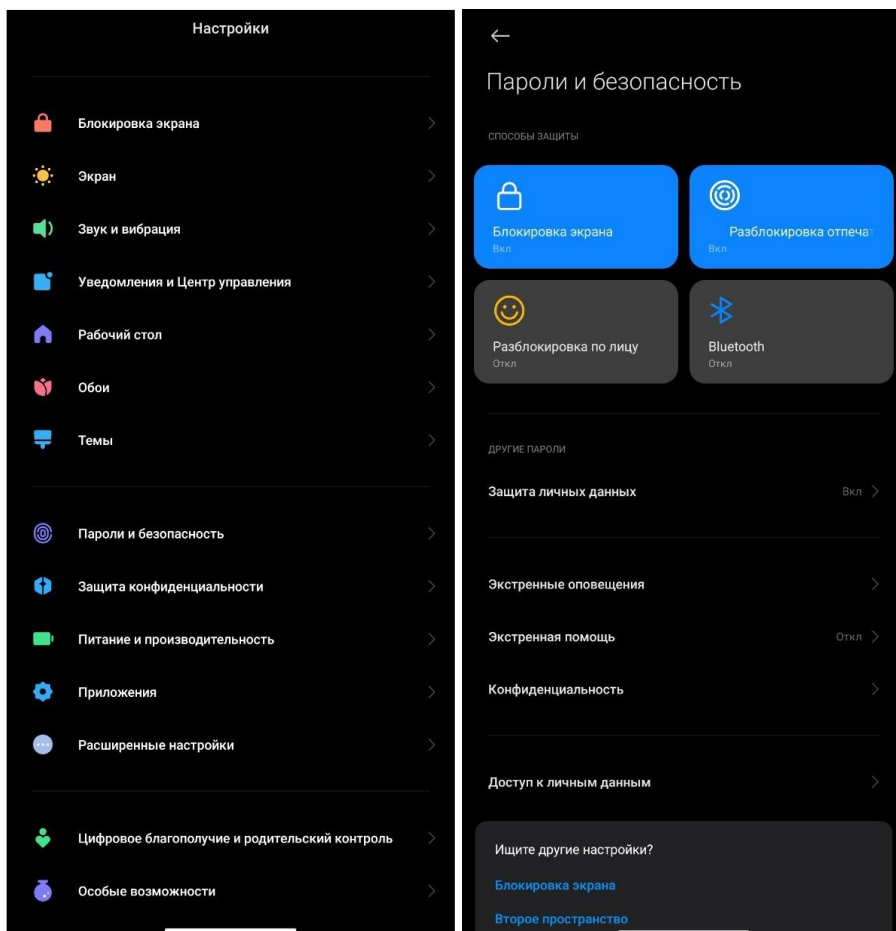 Настройки
Блокировка экрана
Экран
Звук и вибрация
Уведомления и Центр управления
Рабочий стол
Обои
Темы
Пароли и безопасность
Защита конфиденциальности
Питание и производительность
Приложения
Расширенные настройки
Цифровое благополучие и родительский контроль
Особые возможности
Пароли и безопасность
СПОСОБЫ ЗАЩИТЫ
Блокировка экрана
Вкл
Разблокировка отпечат
Вкл
Разблокировка по лицу
Откл
Bluetooth
Откл
ДРУГИЕ ПАРОЛИ
Защита личных данных Вкл
Экстренные оповещения
Экстренная помощь Откл
Конфиденциальность
Доступ к личным данным
Ищите другие настройки?
Блокировка экрана
Второе пространство